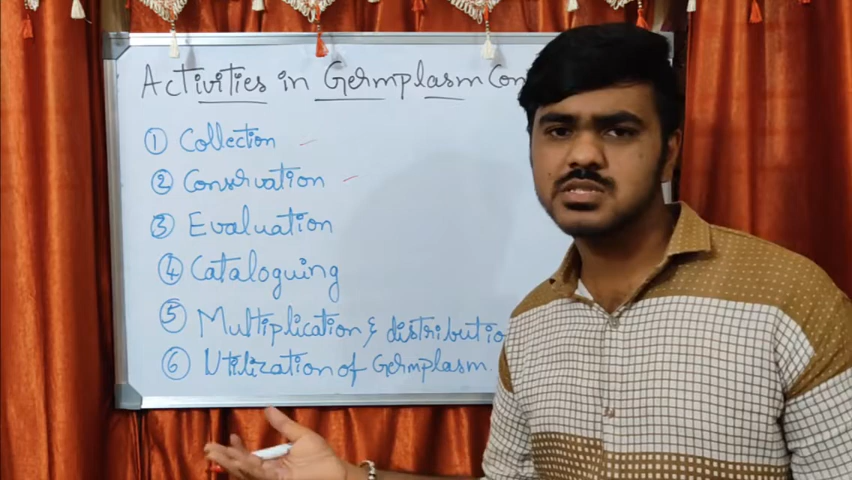 Activities in Germplasm Con
① Collection
② Conservation
③ Evaluation
④ Cataloguing
⑤ Multiplication & distributio
⑥ Utilization of Germplasm.